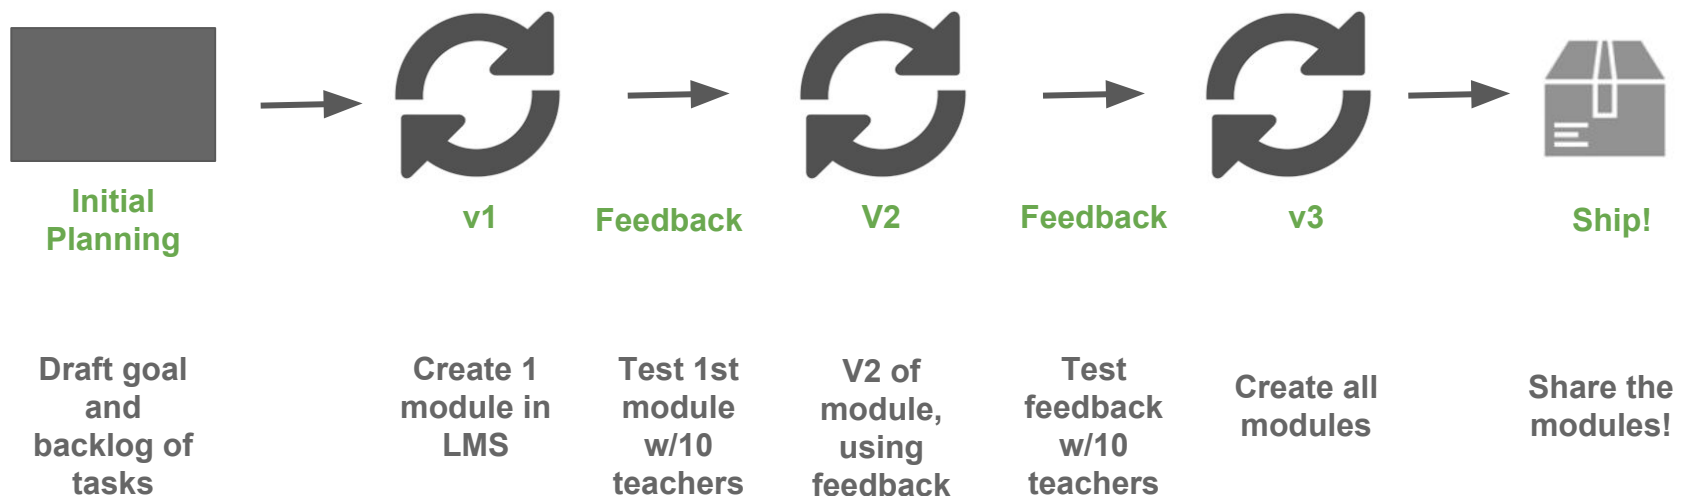 Initial
Planning
v1
Feedback
V2
Feedback
v3
Ship!
Draft goal
and
backlog of
tasks
Create 1
module in
LMS
Test 1st
module
w/10
teachers
V2 of
module,
using
feedback
Test
feedback
w/10
teachers
Create all
modules
Share the
modules!